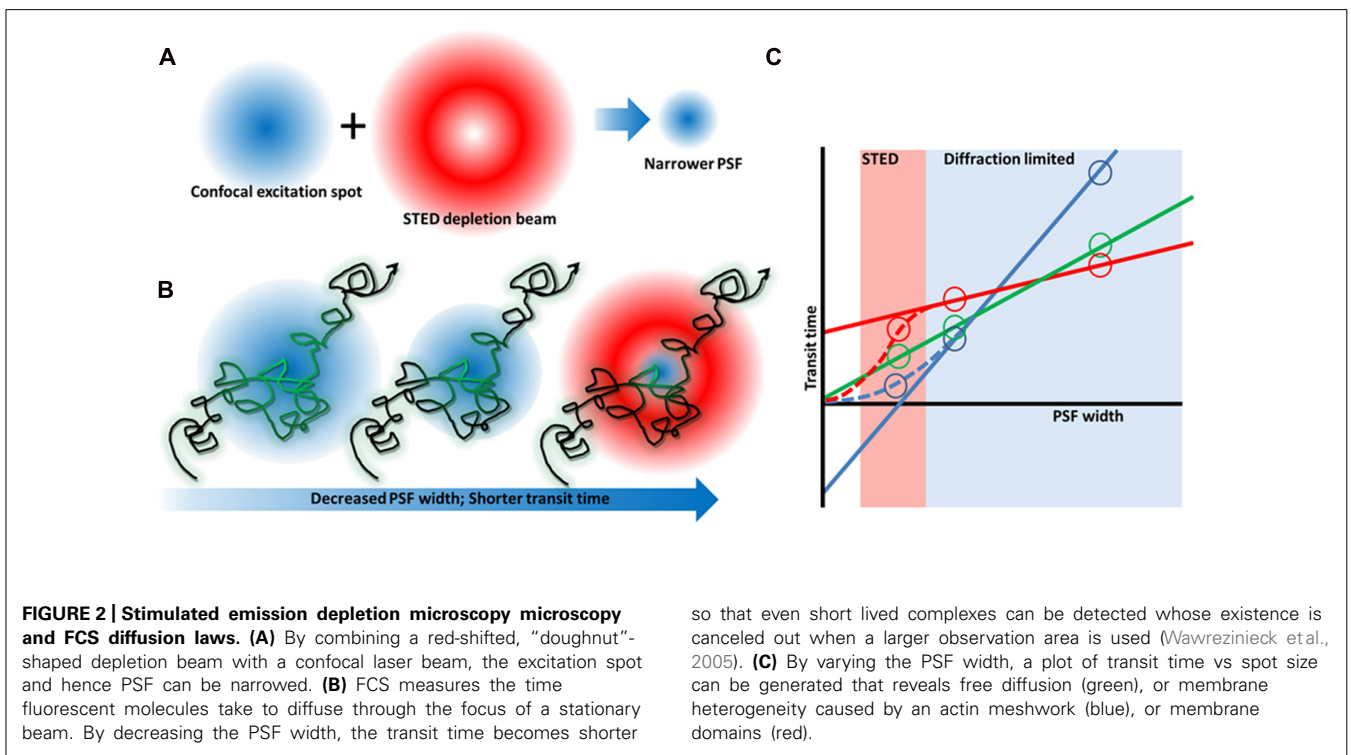 A
C
+
Confocal excitation spot
STED depletion beam
Narrower PSF
B
Decreased PSF width; Shorter transit time
STED
Diffraction limited
Transit time
PSF width
FIGURE 2 | Stimulated emission depletion microscopy microscopy
and FCS diffusion laws. (A) By combining a red-shifted, “doughnut”-
shaped depletion beam with a confocal laser beam, the excitation spot
and hence PSF can be narrowed. (B) FCS measures the time
fluorescent molecules take to diffuse through the focus of a stationary
beam. By decreasing the PSF width, the transit time becomes shorter
so that even short lived complexes can be detected whose existence is
canceled out when a larger observation area is used (Wawrezinieck et al.,
2005). (C) By varying the PSF width, a plot of transit time vs spot size
can be generated that reveals free diffusion (green), or membrane
heterogeneity caused by an actin meshwork (blue), or membrane
domains (red).